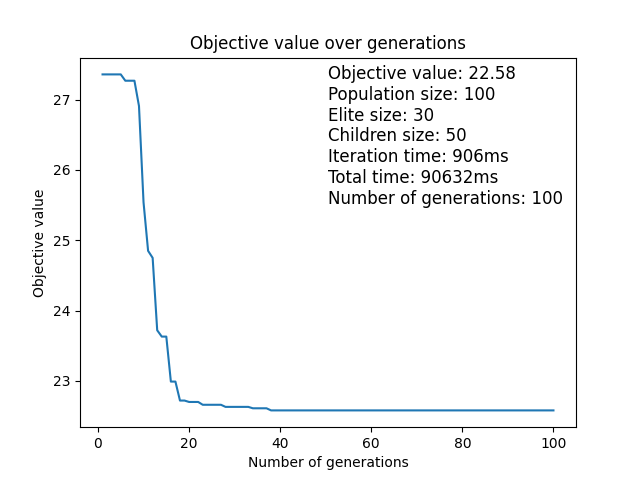 Objective value over generations
Objective value: 22.58
Population size: 100
Elite size: 30
Children size: 50
Iteration time: 906ms
Total time: 90632ms
Number of generations: 100
Objective value
27
26
25
24
23
0 20 40 60 80 100
Number of generations